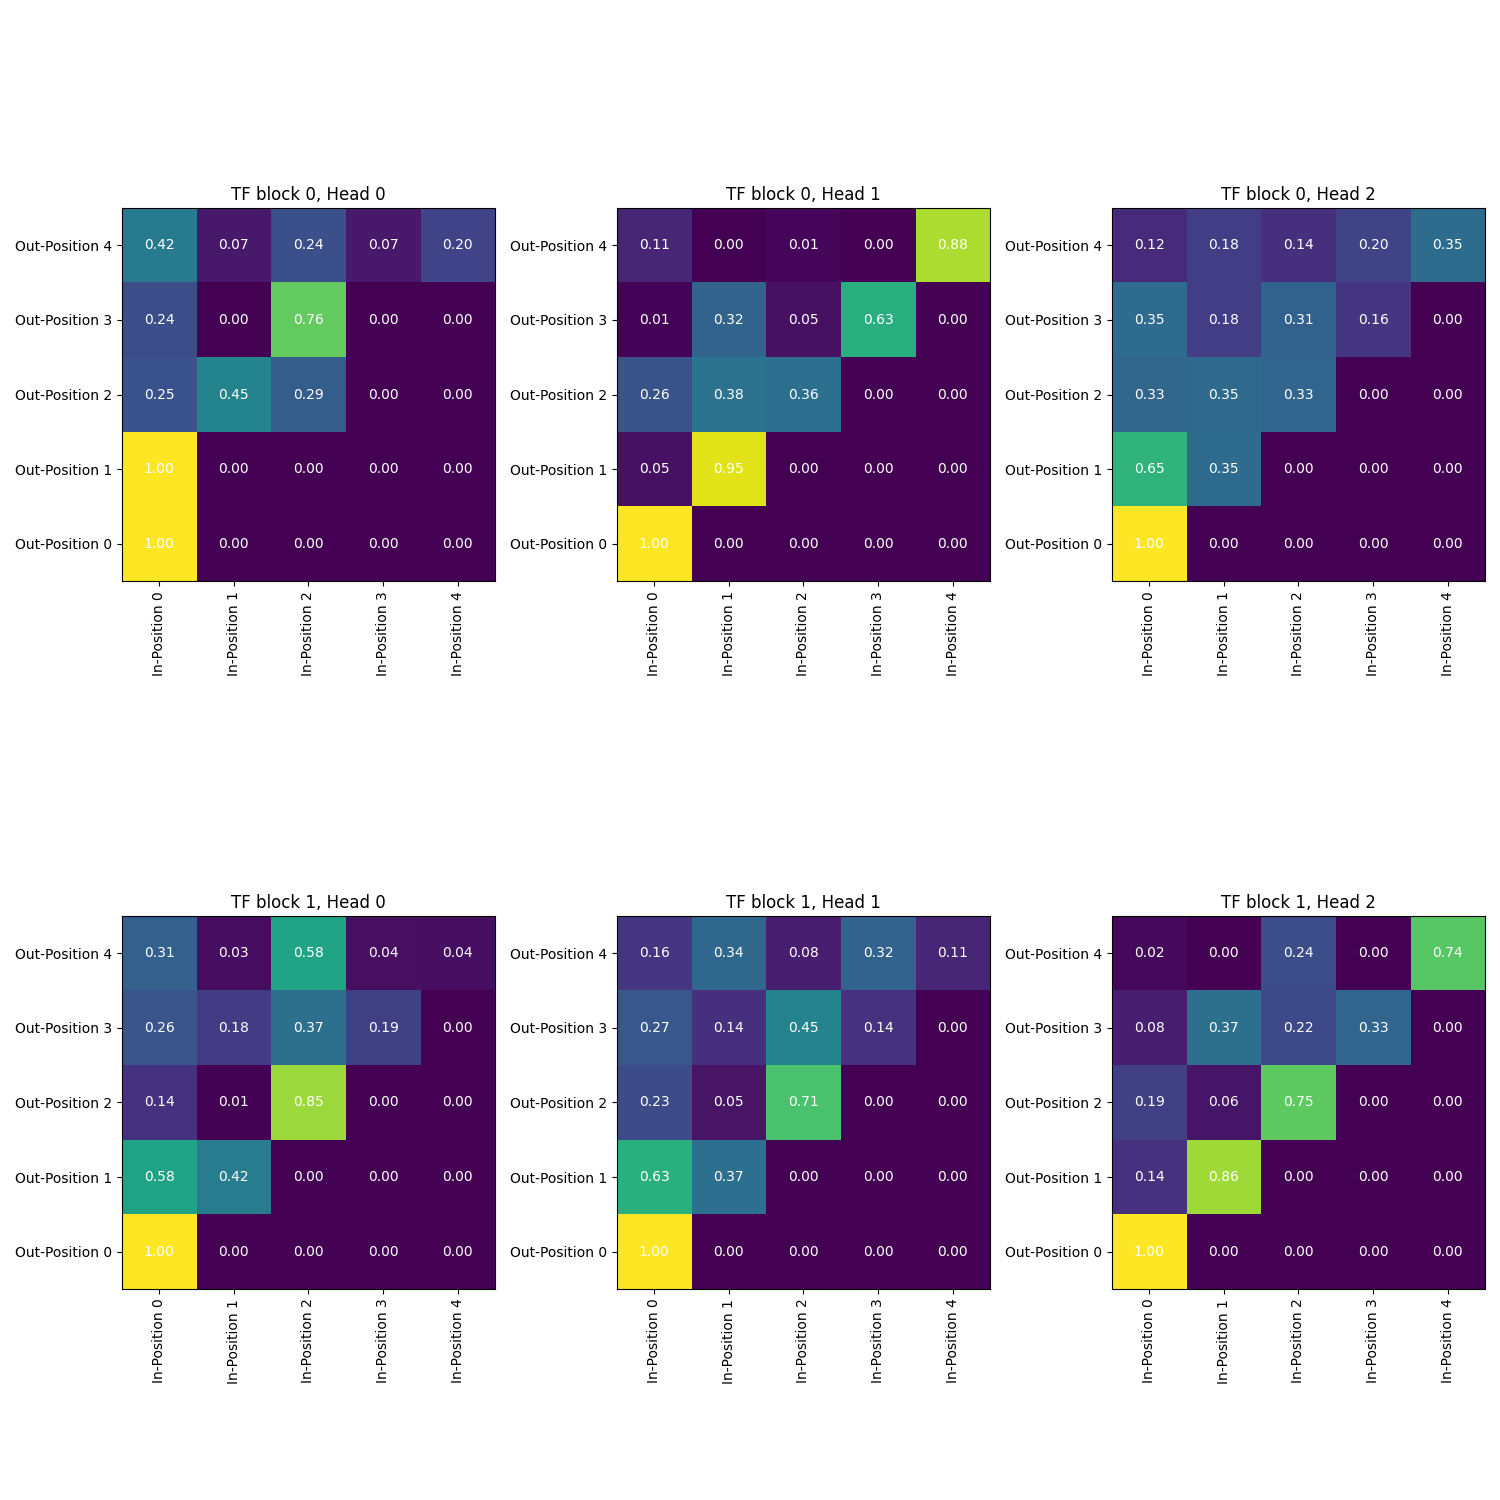 TF block 0, Head 0
Out-Position 4 0.42 0.07 0.24 0.07 0.20
Out-Position 3 0.24 0.00 0.76 0.00 0.00
Out-Position 2 0.25 0.45 0.29 0.00 0.00
Out-Position 1 1.00 0.00 0.00 0.00 0.00
Out-Position 0 1.00 0.00 0.00 0.00 0.00
In-Position 0 In-Position 1 In-Position 2 In-Position 3 In-Position 4
TF block 0, Head 1
Out-Position 4 0.11 0.00 0.01 0.00 0.88
Out-Position 3 0.01 0.32 0.05 0.63 0.00
Out-Position 2 0.26 0.38 0.36 0.00 0.00
Out-Position 1 0.05 0.95 0.00 0.00 0.00
Out-Position 0 1.00 0.00 0.00 0.00 0.00
In-Position 0 In-Position 1 In-Position 2 In-Position 3 In-Position 4
TF block 0, Head 2
Out-Position 4 0.12 0.18 0.14 0.20 0.35
Out-Position 3 0.35 0.18 0.31 0.16 0.00
Out-Position 2 0.33 0.35 0.33 0.00 0.00
Out-Position 1 0.65 0.35 0.00 0.00 0.00
Out-Position 0 1.00 0.00 0.00 0.00 0.00
In-Position 0 In-Position 1 In-Position 2 In-Position 3 In-Position 4
TF block 1, Head 0
Out-Position 4 0.31 0.03 0.58 0.04 0.04
Out-Position 3 0.26 0.18 0.37 0.19 0.00
Out-Position 2 0.14 0.01 0.85 0.00 0.00
Out-Position 1 0.58 0.42 0.00 0.00 0.00
Out-Position 0 1.00 0.00 0.00 0.00 0.00
In-Position 0 In-Position 1 In-Position 2 In-Position 3 In-Position 4
TF block 1, Head 1
Out-Position 4 0.16 0.34 0.08 0.32 0.11
Out-Position 3 0.27 0.14 0.45 0.14 0.00
Out-Position 2 0.23 0.05 0.71 0.00 0.00
Out-Position 1 0.63 0.37 0.00 0.00 0.00
Out-Position 0 1.00 0.00 0.00 0.00 0.00
In-Position 0 In-Position 1 In-Position 2 In-Position 3 In-Position 4
TF block 1, Head 2
Out-Position 4 0.02 0.00 0.24 0.00 0.74
Out-Position 3 0.08 0.37 0.22 0.33 0.00
Out-Position 2 0.19 0.06 0.75 0.00 0.00
Out-Position 1 0.14 0.86 0.00 0.00 0.00
Out-Position 0 1.00 0.00 0.00 0.00 0.00
In-Position 0 In-Position 1 In-Position 2 In-Position 3 In-Position 4